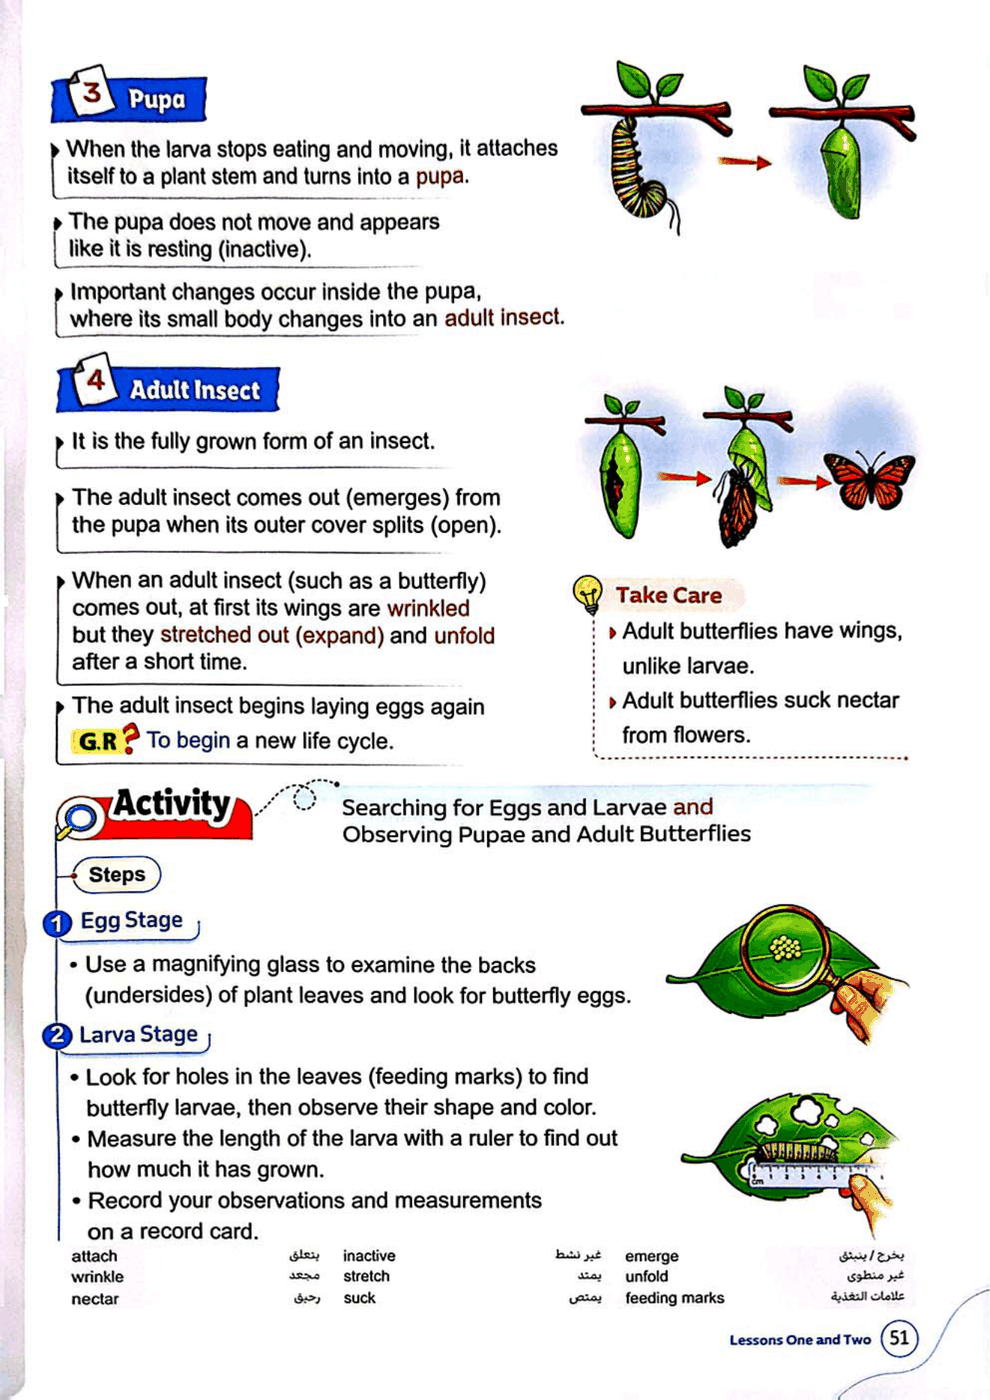 3 Pupa
When the larva stops eating and moving, it attaches
itself to a plant stem and turns into a pupa.
The pupa does not move and appears
like it is resting (inactive).
Important changes occur inside the pupa,
where its small body changes into an adult insect.
4 Adult Insect
It is the fully grown form of an insect.
The adult insect comes out (emerges) from
the pupa when its outer cover splits (open).
When an adult insect (such as a butterfly)
comes out, at first its wings are wrinkled
but they stretched out (expand) and unfold
after a short time.
The adult insect begins laying eggs again
G.R ? To begin a new life cycle.
Take Care
Adult butterflies have wings,
unlike larvae.
Adult butterflies suck nectar
from flowers.
Activity
Searching for Eggs and Larvae and
Observing Pupae and Adult Butterflies
Steps
1 Egg Stage
• Use a magnifying glass to examine the backs
(undersides) of plant leaves and look for butterfly eggs.
2 Larva Stage
• Look for holes in the leaves (feeding marks) to find
butterfly larvae, then observe their shape and color.
• Measure the length of the larva with a ruler to find out
how much it has grown.
• Record your observations and measurements
on a record card.
cm 1 2 3 4 5
attach يتعلق inactive غير نشط emerge يخرج / ينبثق
wrinkle مجعد stretch يمتد unfold غير منطوى
nectar رحيق suck يمتص feeding marks علامات التغذية
Lessons One and Two 51